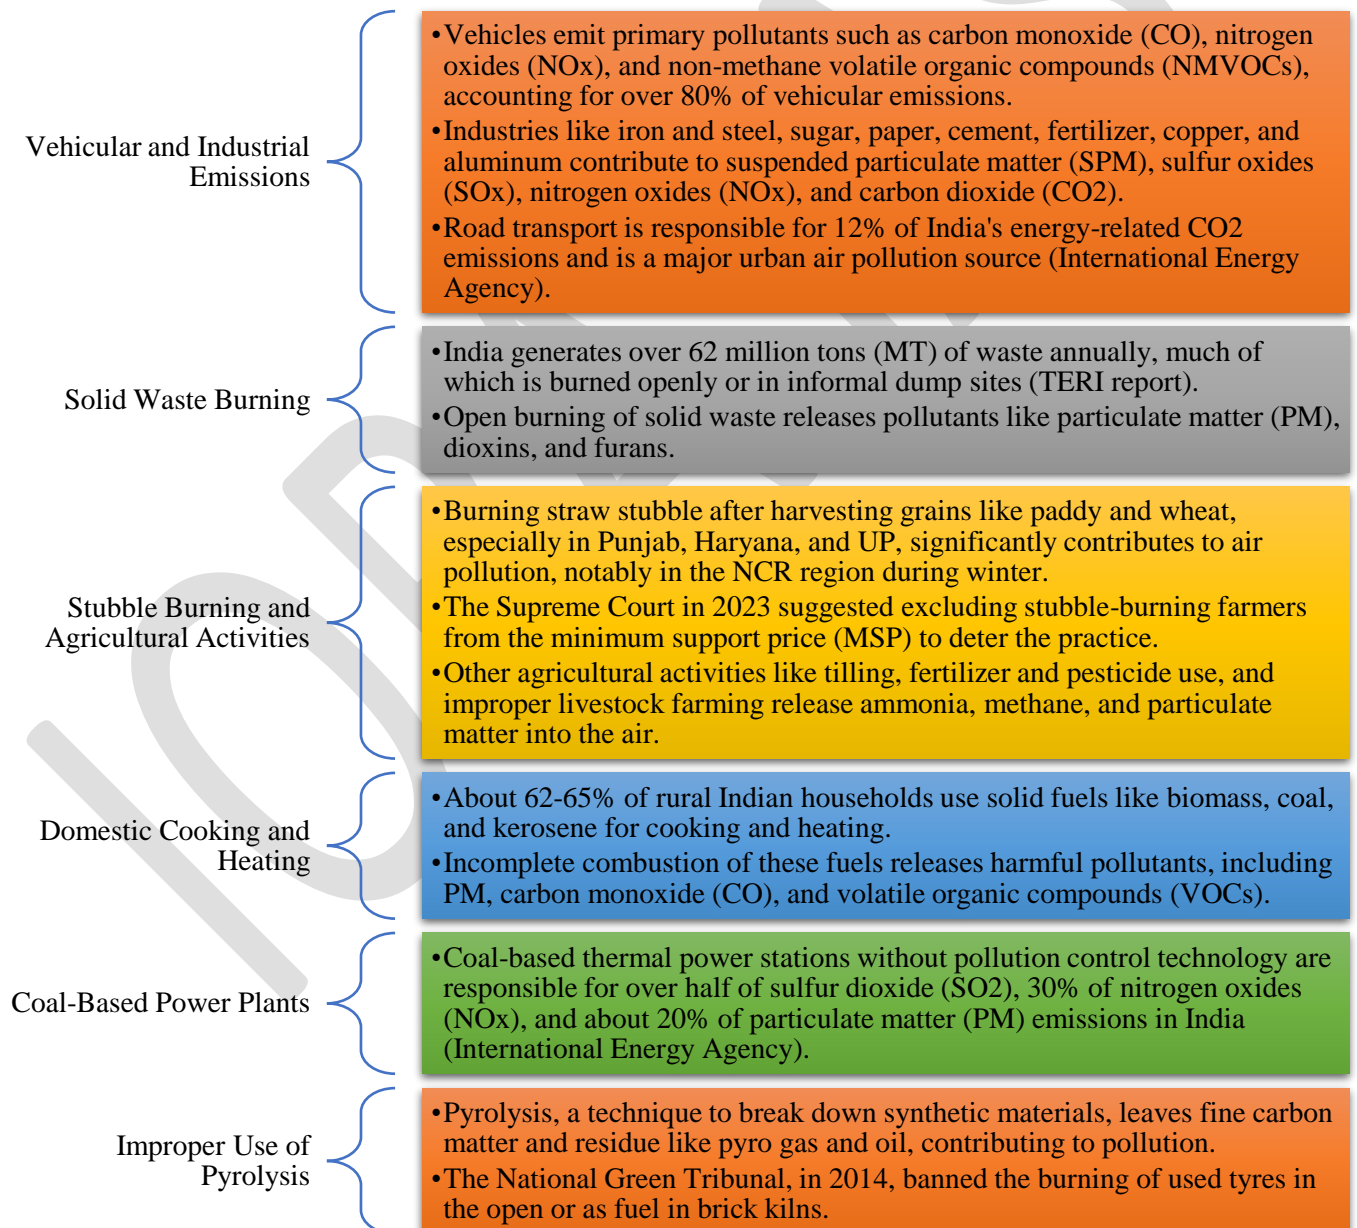 Vehicular and Industrial
Emissions
•Vehicles emit primary pollutants such as carbon monoxide (CO), nitrogen
oxides (NOx), and non-methane volatile organic compounds (NMVOCs),
accounting for over 80% of vehicular emissions.
•Industries like iron and steel, sugar, paper, cement, fertilizer, copper, and
aluminum contribute to suspended particulate matter (SPM), sulfur oxides
(SOx), nitrogen oxides (NOx), and carbon dioxide (CO2).
•Road transport is responsible for 12% of India's energy-related CO2
emissions and is a major urban air pollution source (International Energy
Agency).
Solid Waste Burning
•India generates over 62 million tons (MT) of waste annually, much of
which is burned openly or in informal dump sites (TERI report).
•Open burning of solid waste releases pollutants like particulate matter (PM),
dioxins, and furans.
Stubble Burning and
Agricultural Activities
•Burning straw stubble after harvesting grains like paddy and wheat,
especially in Punjab, Haryana, and UP, significantly contributes to air
pollution, notably in the NCR region during winter.
•The Supreme Court in 2023 suggested excluding stubble-burning farmers
from the minimum support price (MSP) to deter the practice.
•Other agricultural activities like tilling, fertilizer and pesticide use, and
improper livestock farming release ammonia, methane, and particulate
matter into the air.
Domestic Cooking and
Heating
•About 62-65% of rural Indian households use solid fuels like biomass, coal,
and kerosene for cooking and heating.
•Incomplete combustion of these fuels releases harmful pollutants, including
PM, carbon monoxide (CO), and volatile organic compounds (VOCs).
Coal-Based Power Plants
•Coal-based thermal power stations without pollution control technology are
responsible for over half of sulfur dioxide (SO2), 30% of nitrogen oxides
(NOx), and about 20% of particulate matter (PM) emissions in India
(International Energy Agency).
Improper Use of
Pyrolysis
•Pyrolysis, a technique to break down synthetic materials, leaves fine carbon
matter and residue like pyro gas and oil, contributing to pollution.
•The National Green Tribunal, in 2014, banned the burning of used tyres in
the open or as fuel in brick kilns.